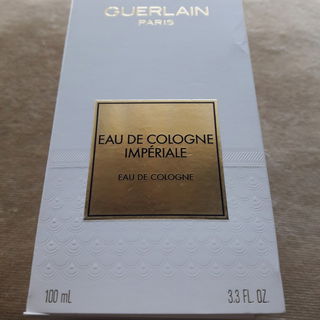 GUERLAIN
PARIS
EAU DE COLOGNE
IMPÉRIALE
EAU DE COLOGNE
100 mL 3.3 FL. OZ.